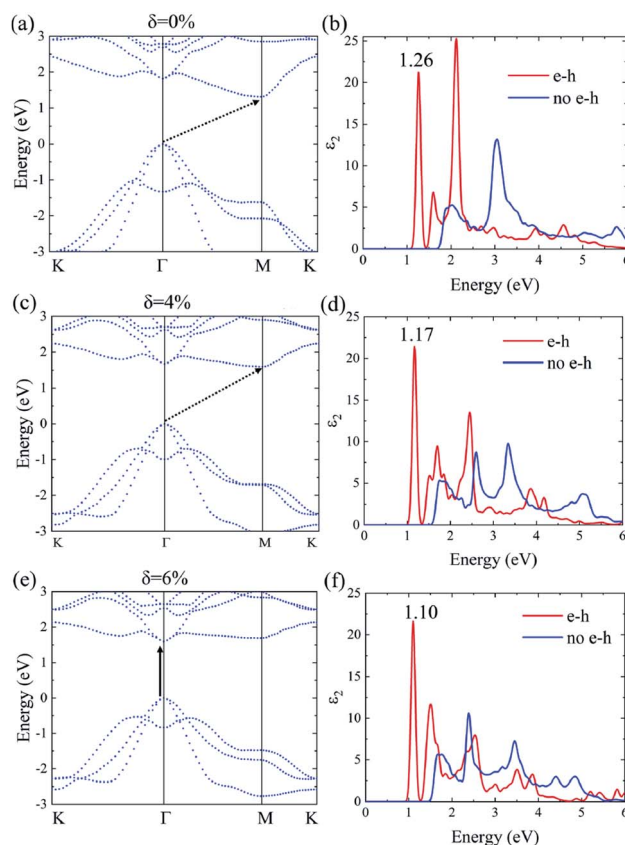 (a) δ=0%
3
2
1
0
-1
-2
-3
Energy (eV)
K Γ M K
(b)
25
20
15
10
5
0
ε2
1.26
e-h
no e-h
0 1 2 3 4 5 6
Energy (eV)
(c) δ=4%
3
2
1
0
-1
-2
-3
Energy (eV)
K Γ M K
(d)
25
20
15
10
5
0
ε2
1.17
e-h
no e-h
0 1 2 3 4 5 6
Energy (eV)
(e) δ=6%
3
2
1
0
-1
-2
-3
Energy (eV)
K Γ M K
(f)
25
20
15
10
5
0
ε2
1.10
e-h
no e-h
0 1 2 3 4 5 6
Energy (eV)